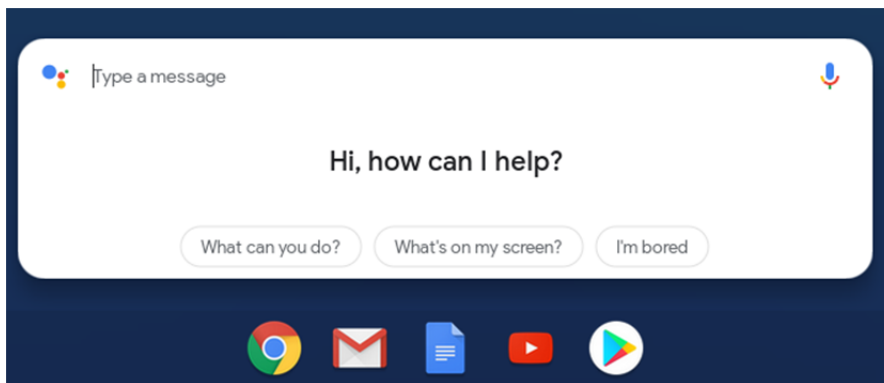 Type a message
Hi, how can I help?
What can you do? What's on my screen? I'm bored